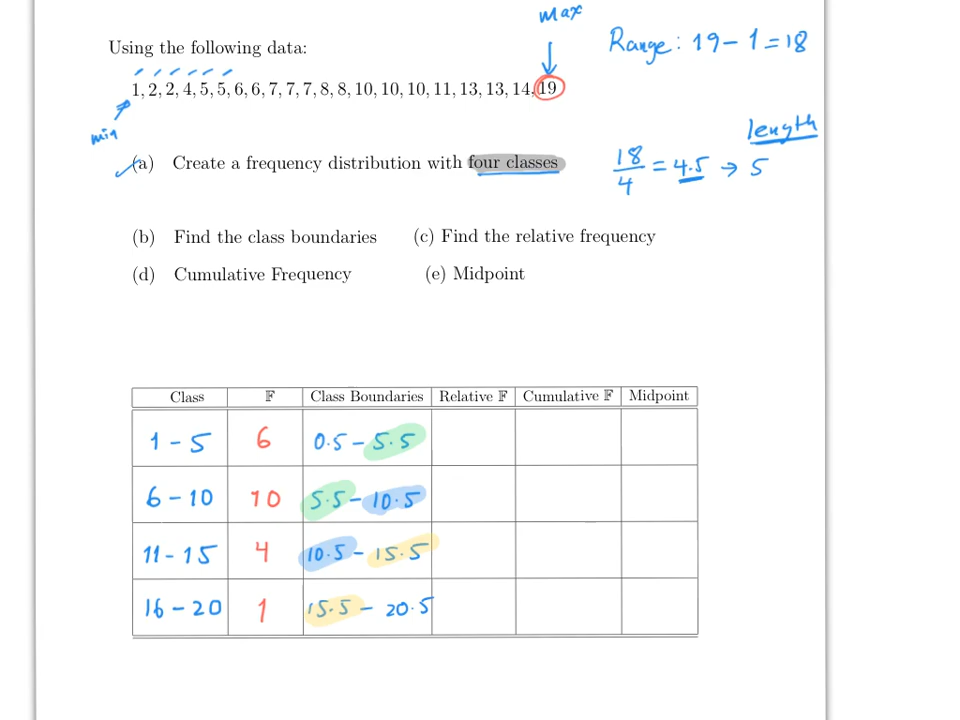 max
Using the following data:
Range: 19 - 1 = 18
1, 2, 2, 4, 5, 5, 6, 6, 7, 7, 7, 8, 8, 10, 10, 10, 11, 13, 13, 14, 19
min
length
(a) Create a frequency distribution with four classes
18/4 = 4.5 → 5
(b) Find the class boundaries (c) Find the relative frequency
(d) Cumulative Frequency (e) Midpoint
Class 𝔽 Class Boundaries Relative 𝔽 Cumulative 𝔽 Midpoint
1 - 5 6 0.5 - 5.5
6 - 10 10 5.5 - 10.5
11 - 15 4 10.5 - 15.5
16 - 20 1 15.5 - 20.5